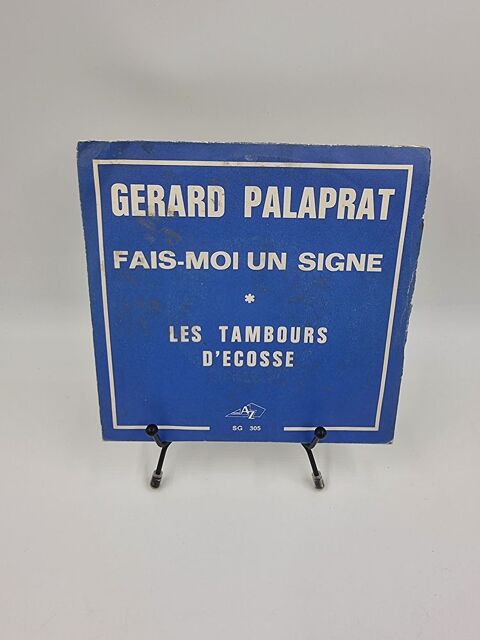 GERARD PALAPRAT
FAIS-MOI UN SIGNE
*
LES TAMBOURS
D'ECOSSE
AZ
SG 305